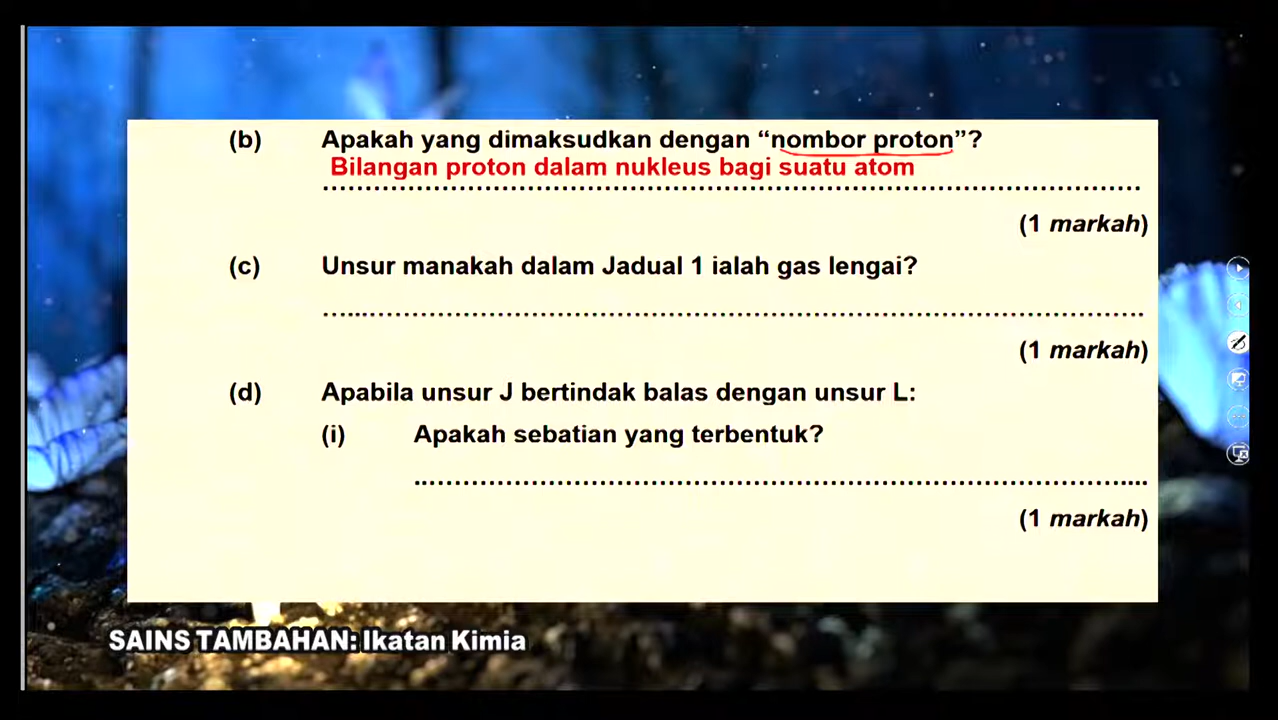 (b) Apakah yang dimaksudkan dengan “nombor proton”?
Bilangan proton dalam nukleus bagi suatu atom
(1 markah)
(c) Unsur manakah dalam Jadual 1 ialah gas lengai?
(1 markah)
(d) Apabila unsur J bertindak balas dengan unsur L:
(i) Apakah sebatian yang terbentuk?
(1 markah)
SAINS TAMBAHAN: Ikatan Kimia